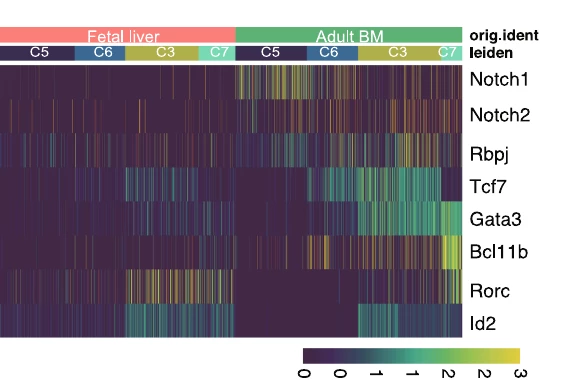 Fetal liver Adult BM orig.ident
C5 C6 C3 C7 C5 C6 C3 C7 leiden
Notch1
Notch2
Rbpj
Tcf7
Gata3
Bcl11b
Rorc
Id2
0 0 1 1 2 2 3